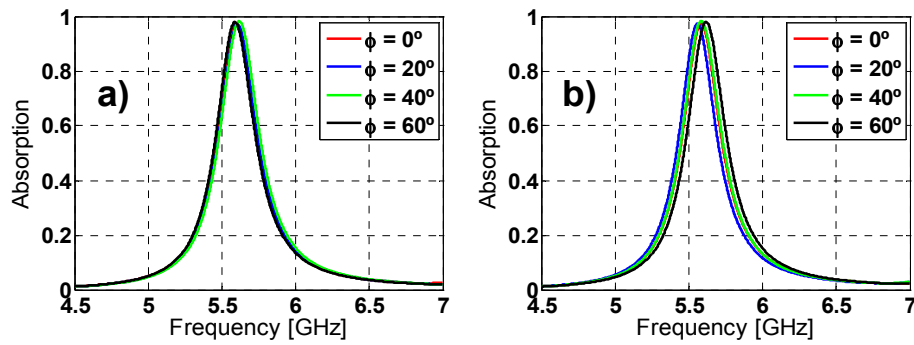 a)
ϕ = 0º
ϕ = 20º
ϕ = 40º
ϕ = 60º
Absorption
1
0.8
0.6
0.4
0.2
0
4.5 5 5.5 6 6.5 7
Frequency [GHz]
b)
ϕ = 0º
ϕ = 20º
ϕ = 40º
ϕ = 60º
Absorption
1
0.8
0.6
0.4
0.2
0
4.5 5 5.5 6 6.5 7
Frequency [GHz]